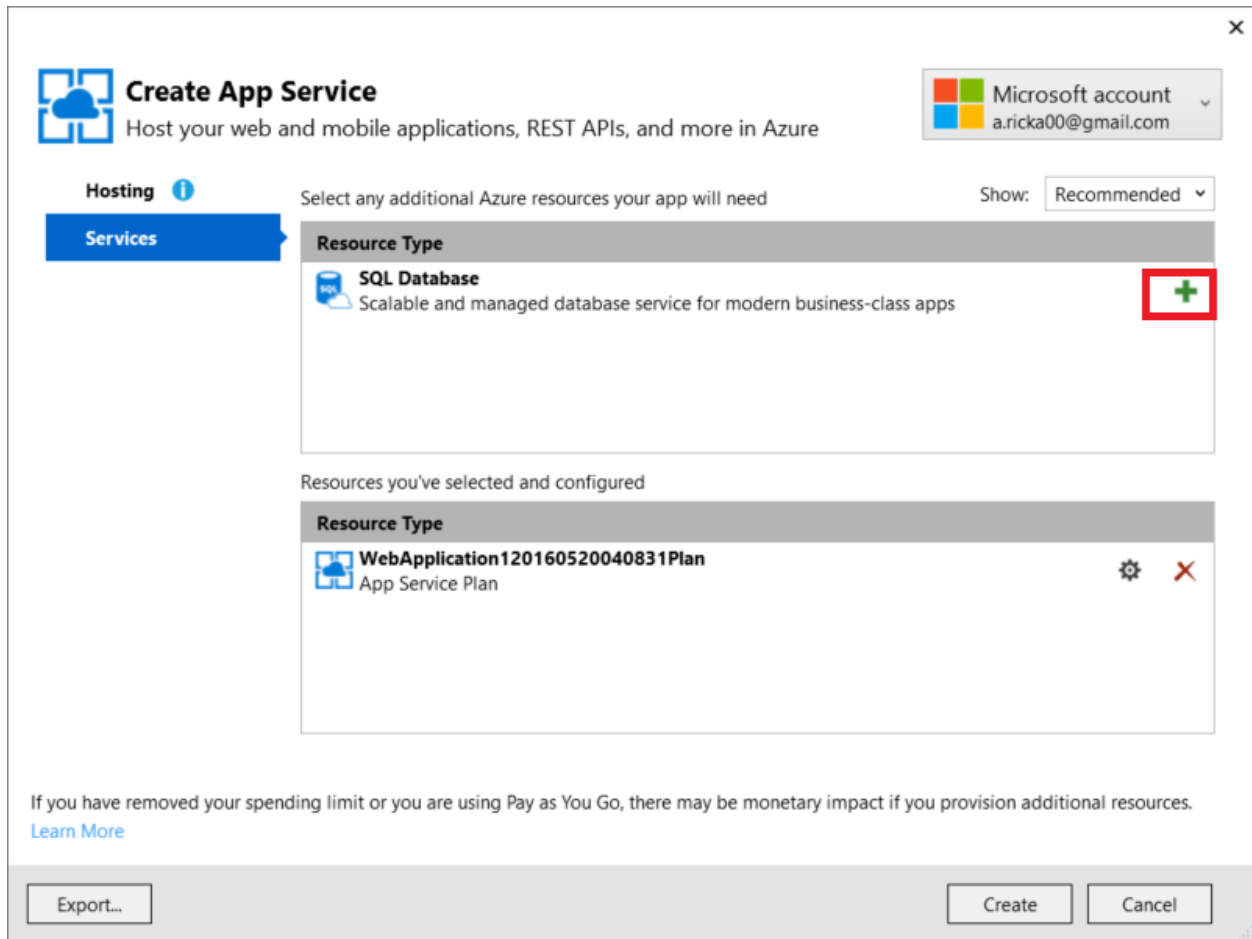 Create App Service
Host your web and mobile applications, REST APIs, and more in Azure
Microsoft account
a.ricka00@gmail.com
Hosting
Services
Select any additional Azure resources your app will need
Show:
Recommended
Resource Type
SQL
SQL Database
Scalable and managed database service for modern business-class apps
Resources you've selected and configured
Resource Type
WebApplication120160520040831Plan
App Service Plan
If you have removed your spending limit or you are using Pay as You Go, there may be monetary impact if you provision additional resources.
Learn More
Export...
Create
Cancel